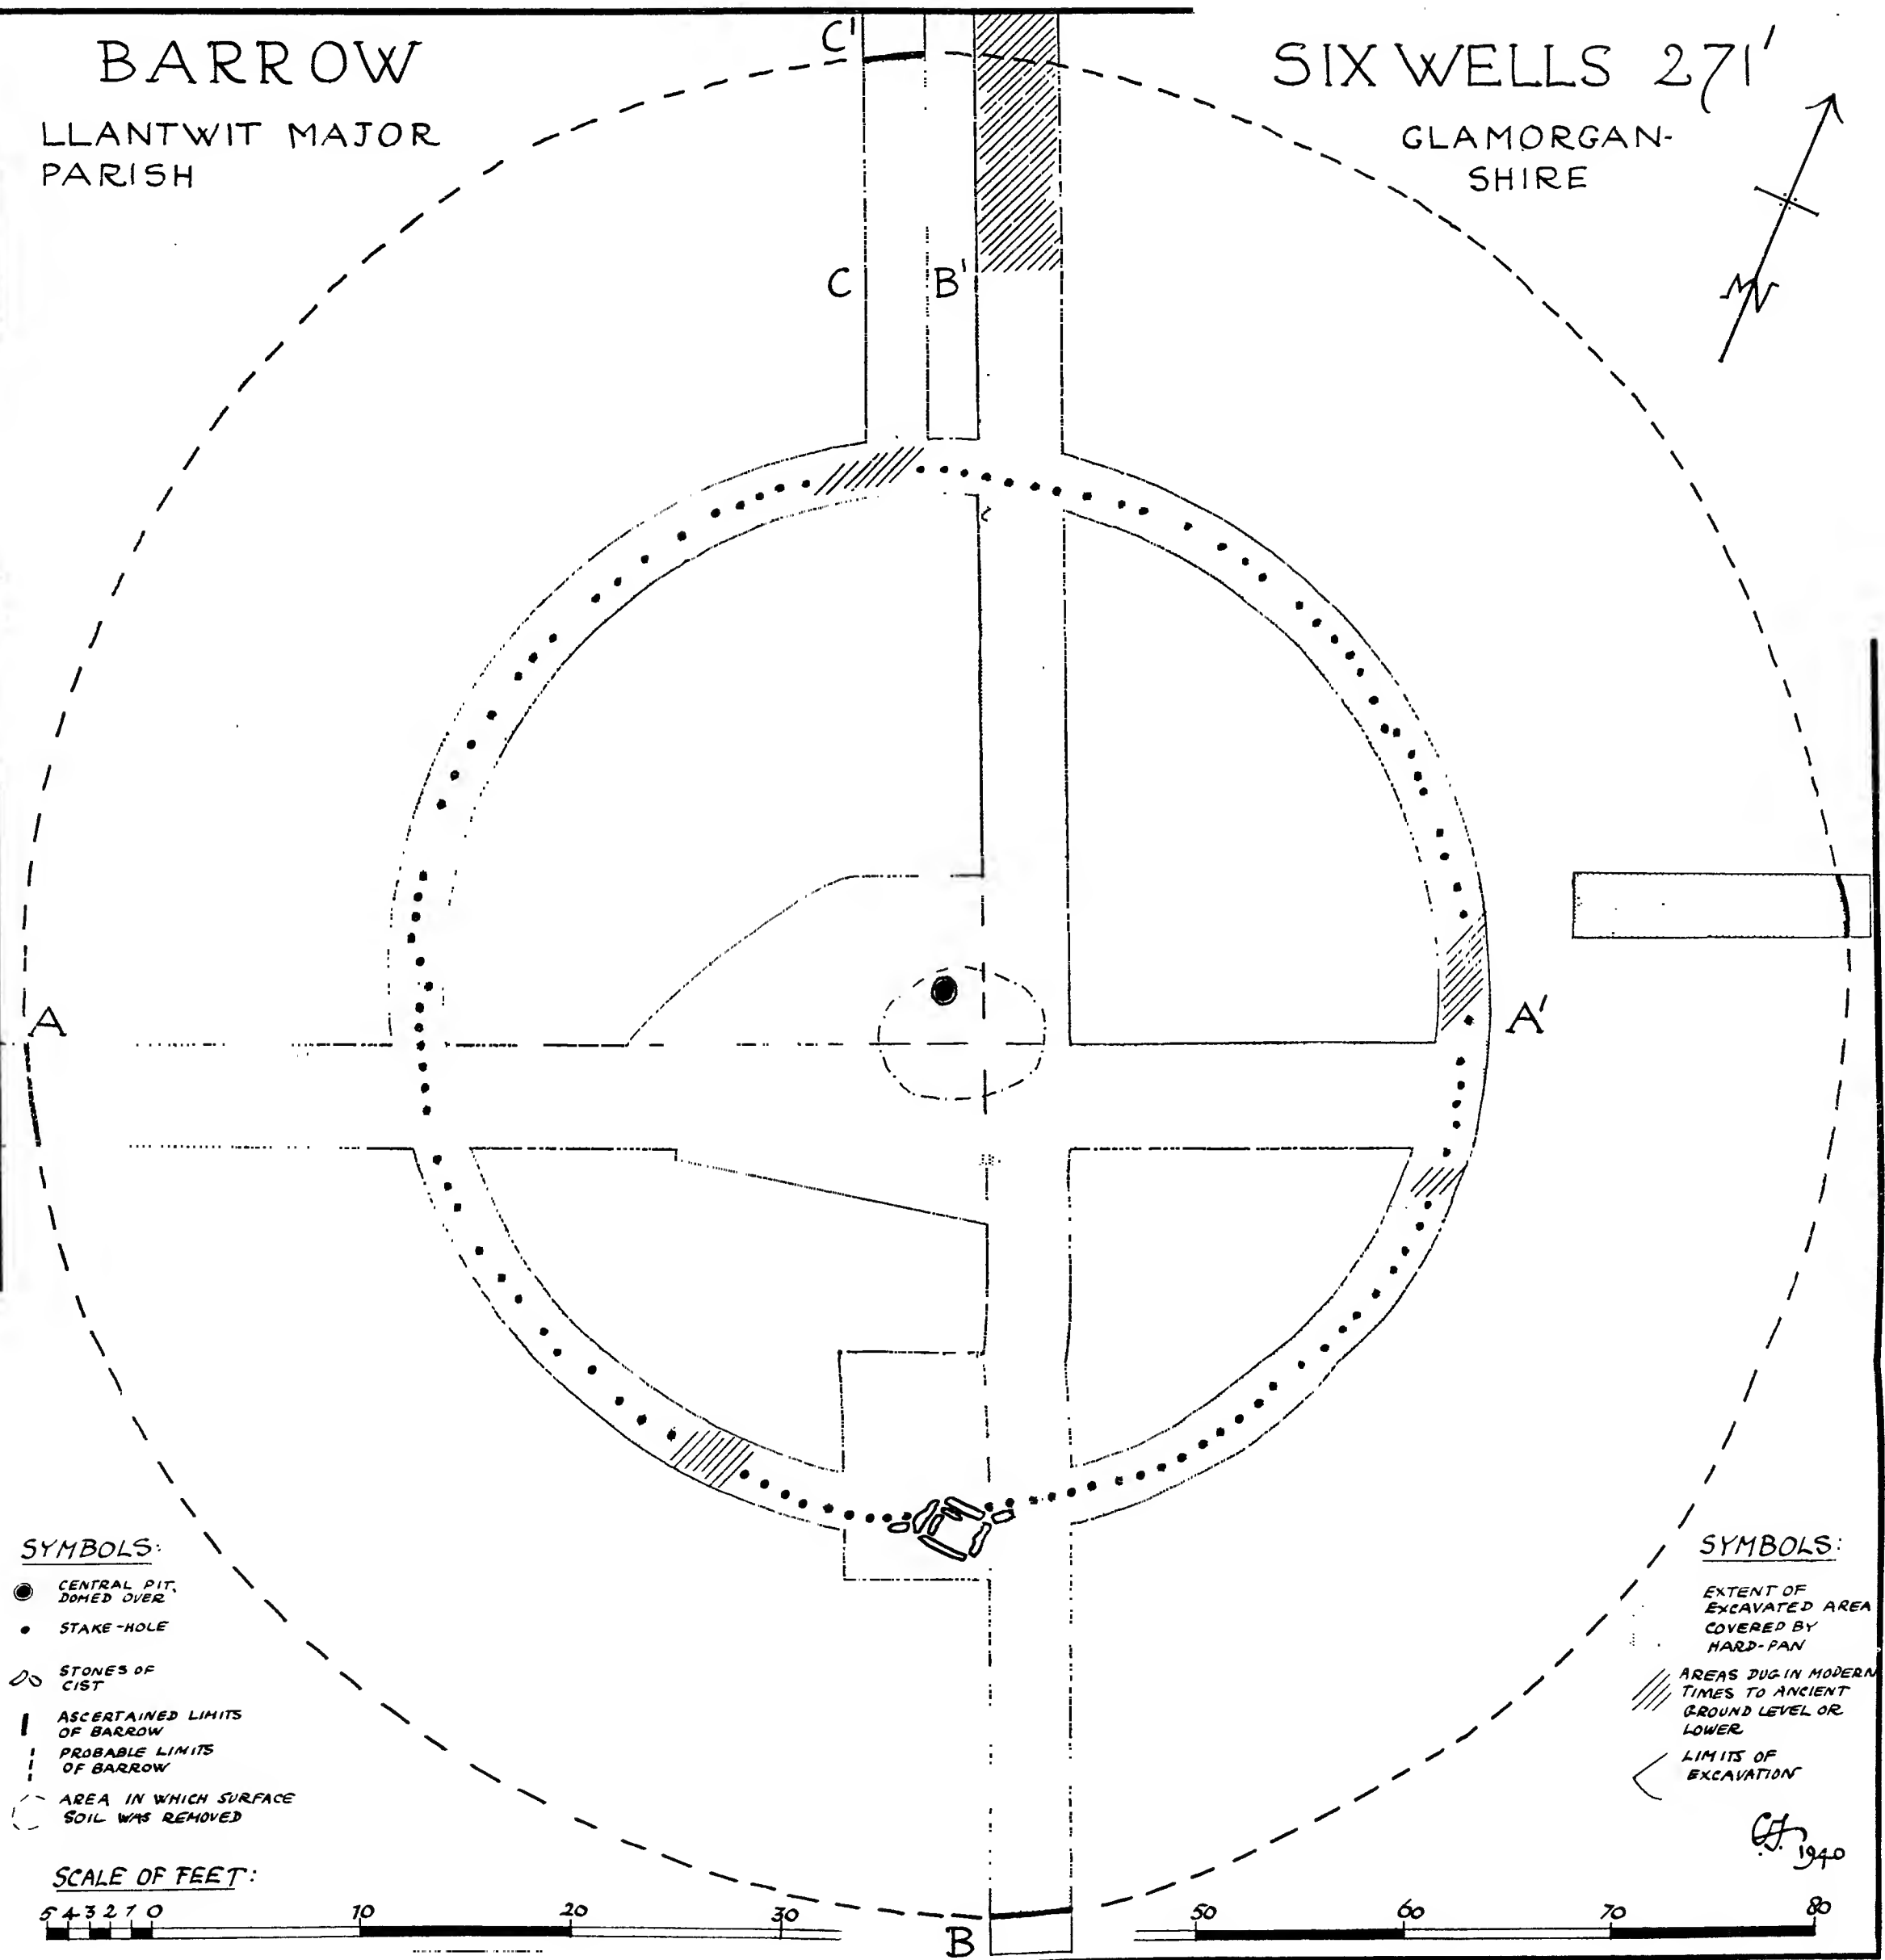 BARROW
LLANTWIT MAJOR
PARISH
SIX WELLS 271'
GLAMORGAN-
SHIRE
N
C'
C
B'
A
A'
B
SYMBOLS:
CENTRAL PIT,
DOMED OVER
STAKE-HOLE
STONES OF
CIST
ASCERTAINED LIMITS
OF BARROW
PROBABLE LIMITS
OF BARROW
AREA IN WHICH SURFACE
SOIL WAS REMOVED
SCALE OF FEET:
5 4 3 2 1 0 10 20 30 50 60 70 80
SYMBOLS:
EXTENT OF
EXCAVATED AREA
COVERED BY
HARD-PAN
AREAS DUG IN MODERN
TIMES TO ANCIENT
GROUND LEVEL OR
LOWER
LIMITS OF
EXCAVATION
C.F.
1940